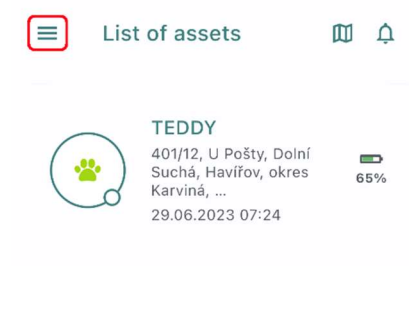 List of assets
TEDDY
401/12, U Pošty, Dolní
Suchá, Havířov, okres
Karviná, ...
65%
29.06.2023 07:24